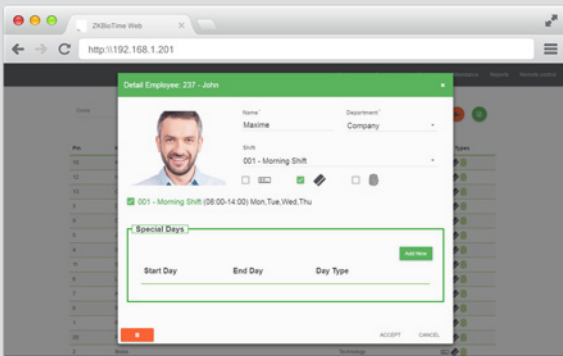 ZKBioTime Web
http:\\192.168.1.201
Reports Remote control
Detail Employee: 237 - John
Name*
Department*
Maxime
Company
Shift
001 - Morning Shift
Pin
Types
001 - Morning Shift (08:00-14:00) Mon,Tue,Wed,Thu
Special Days
Add New
Start Day End Day Day Type
ACCEPT CANCEL
Technology